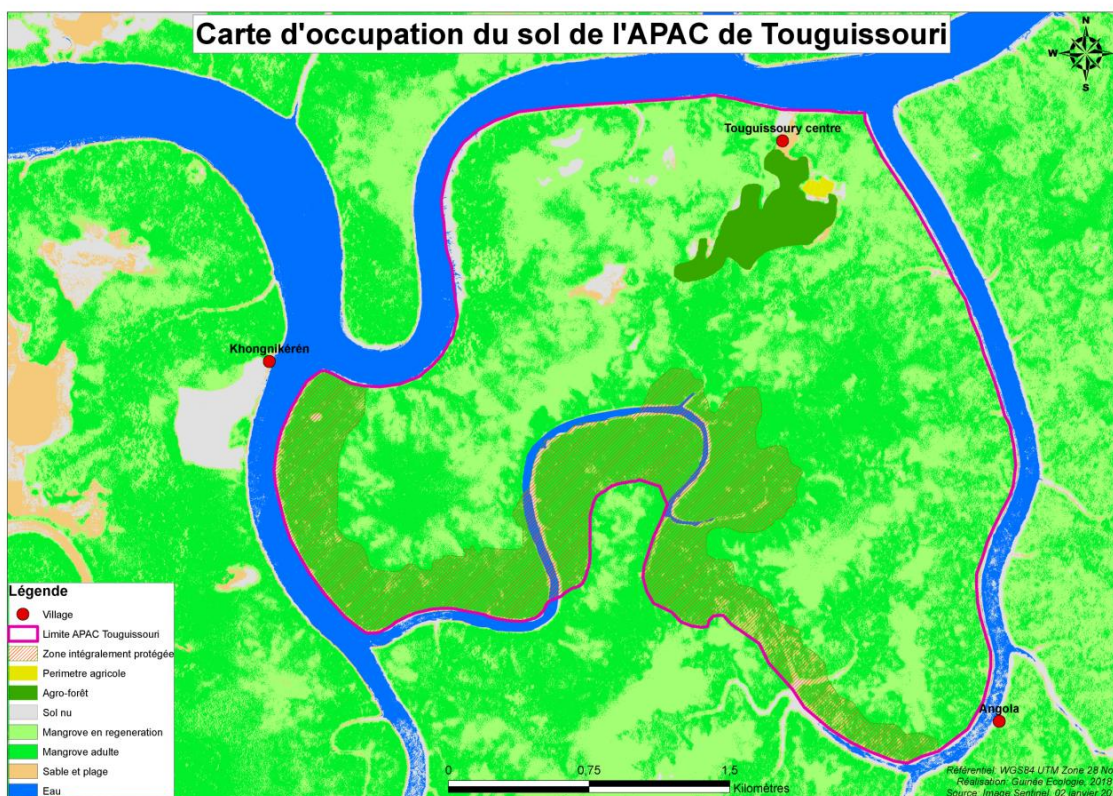 Carte d'occupation du sol de l'APAC de Touguissouri
N
W E
S
Touguissoury centre
Khongnikérén
Angola
Légende
Village
Limite APAC Touguissouri
Zone intégralement protégée
Perimetre agricole
Agro-forêt
Sol nu
Mangrove en regeneration
Mangrove adulte
Sable et plage
Eau
0 0,75 1,5
Kilomètres
Référentiel: WGS84 UTM Zone 28 No
Réalisation: Guinée Ecologie, 2018
Source: Image Sentinel, 02 janvier 20